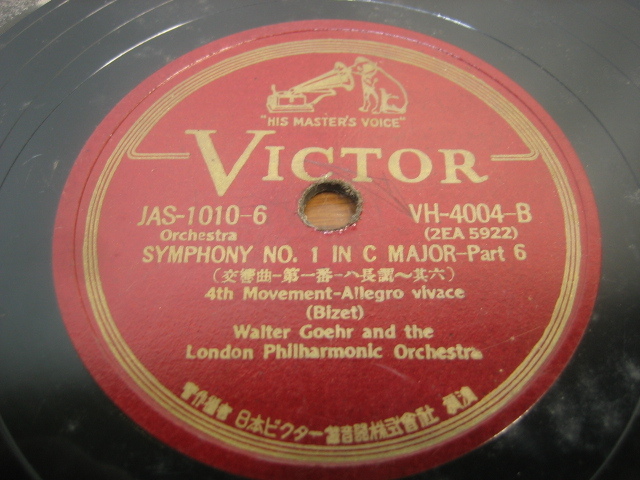 "HIS MASTER'S VOICE"
VICTOR
JAS-1010-6
VH-4004-B
Orchestra
(2EA 5922)
SYMPHONY NO. 1 IN C MAJOR-Part 6
(交響曲-第一番-ハ長調~其六)
4th Movement-Allegro vivace
(Bizet)
Walter Goehr and the
London Philharmonic Orchestra
日本ビクター蓄音器株式會社